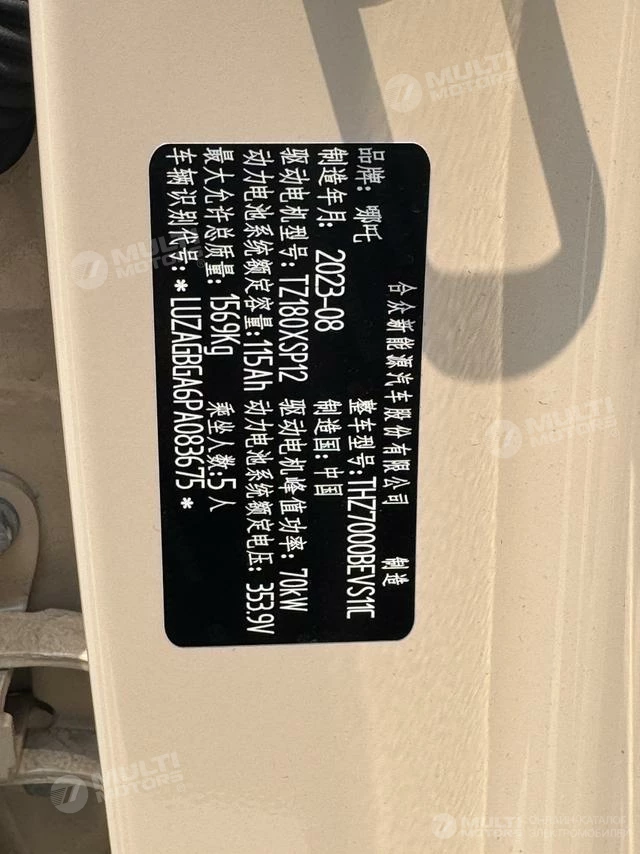 合众新能源汽车股份有限公司 制造
品牌：哪吒 整车型号：THZ7000BEVS11C
制造年月：2023-08 制造国：中国
驱动电机型号：TZ180XSP12 驱动电机峰值功率：70kW
动力电池系统额定容量：115Ah 动力电池系统额定电压：353.9V
最大允许总质量：1569Kg 乘坐人数：5人
车辆识别代号：*LUZAGBGA6PA083675*
MULTI MOTORS
MULTI MOTORS
MULTI MOTORS
MULTI MOTORS
MULTI MOTORS
ОНЛАЙН-КАТАЛОГ
ЭЛЕКТРОМОБИЛЕЙ